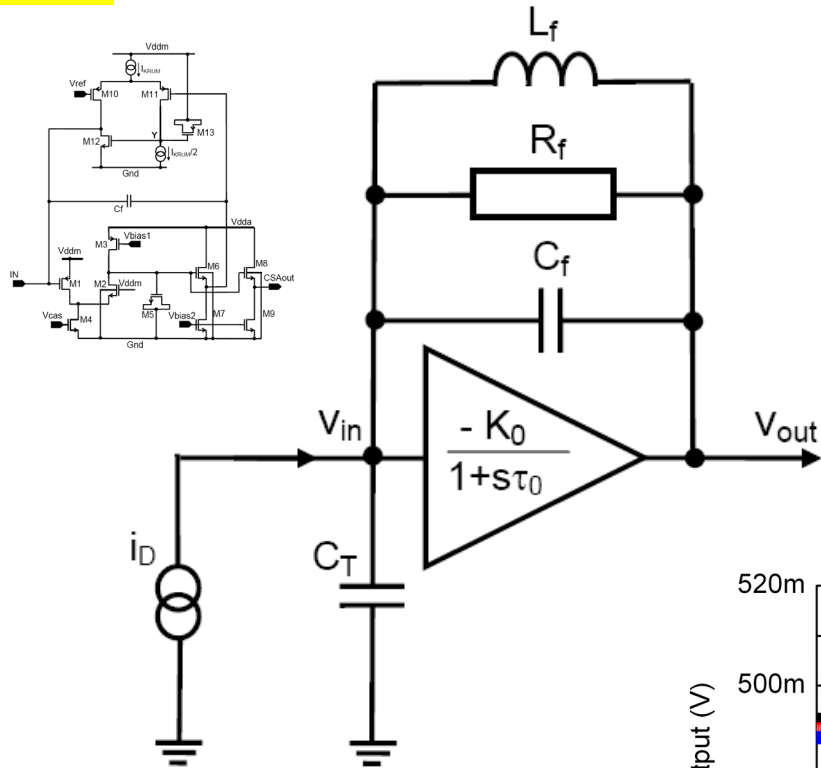 Vddm
I_KRUM
Vref
M10
M11
M13
M12
Y
I_KRUM/2
Gnd
Cf
Vdda
Vbias1
M3
Vddm
IN
M1
M2
Vddm
M6
M8
CSAout
Vcas
M4
M5
Vbias2
M7
M9
Gnd
L_f
R_f
C_f
V_in
- K_0
1+sτ_0
V_out
i_D
C_T
520m
500m
tput (V)